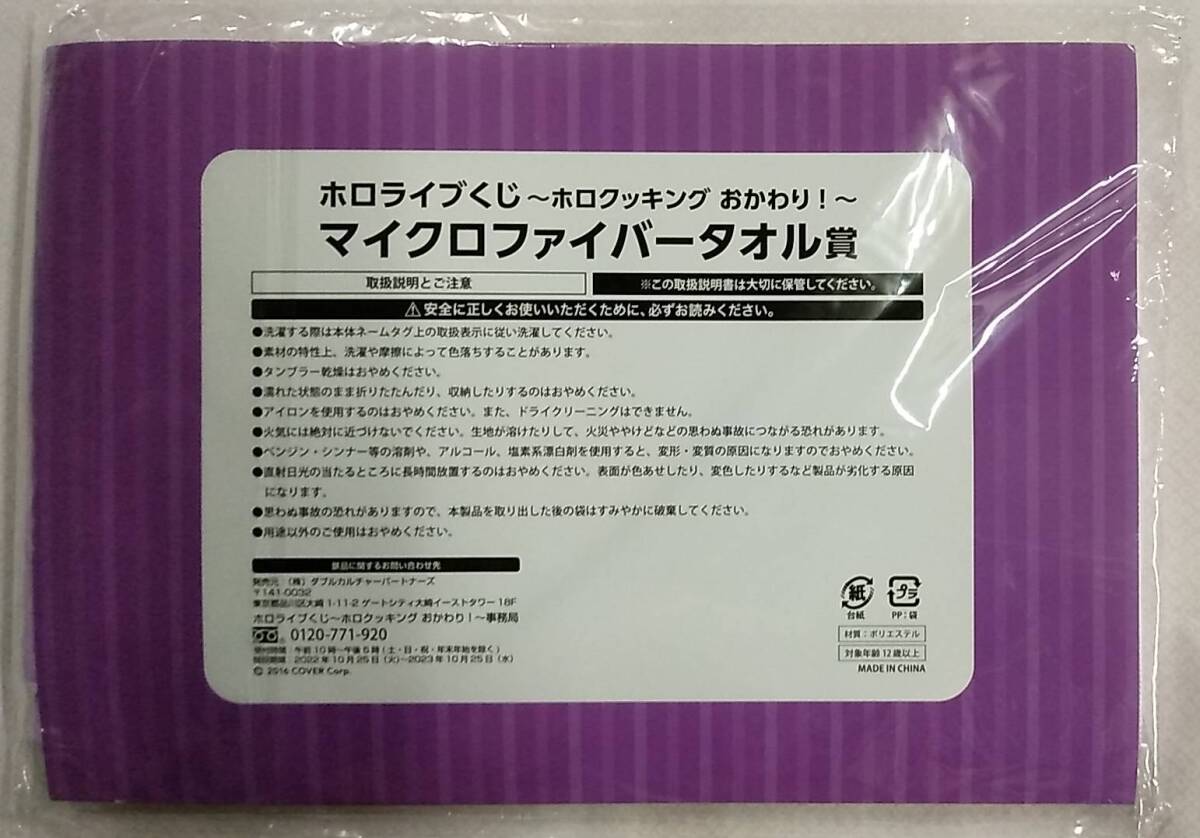 ホロライブくじ ～ホロクッキング おかわり！～
マイクロファイバータオル賞
取扱説明とご注意
※この取扱説明書は大切に保管してください。
⚠安全に正しくお使いいただくために、必ずお読みください。
●洗濯する際は本体ネームタグ上の取扱表示に従い洗濯してください。
●素材の特性上、洗濯や摩擦によって色落ちすることがあります。
●タンブラー乾燥はおやめください。
●濡れた状態のまま折りたたんだり、収納したりするのはおやめください。
●アイロンを使用するのはおやめください。また、ドライクリーニングはできません。
●火気には絶対に近づけないでください。生地が溶けたりして、火災ややけどなどの思わぬ事故につながる恐れがあります。
●ベンジン・シンナー等の溶剤や、アルコール、塩素系漂白剤を使用すると、変形・変質の原因になりますのでおやめください。
●直射日光の当たるところに長時間放置するのはおやめください。表面が色あせしたり、変色したりするなど製品が劣化する原因
になります。
●思わぬ事故の恐れがありますので、本製品を取り出した後の袋はすみやかに破棄してください。
●用途以外のご使用はおやめください。
景品に関するお問い合わせ先
発売元 （株）ダブルカルチャーパートナーズ
〒141-0032
東京都品川区大崎 1-11-2 ゲートシティ大崎イーストタワー 18F
ホロライブくじ～ホロクッキング おかわり！～事務局
0120-771-920
受付時間：午前10時～午後5時（土・日・祝・年末年始を除く）
開設期間：2022年10月25日（火）～2023年10月25日（水）
© 2016 COVER Corp.
紙 プラ
台紙 PP：袋
材質：ポリエステル
対象年齢 12歳以上
MADE IN CHINA